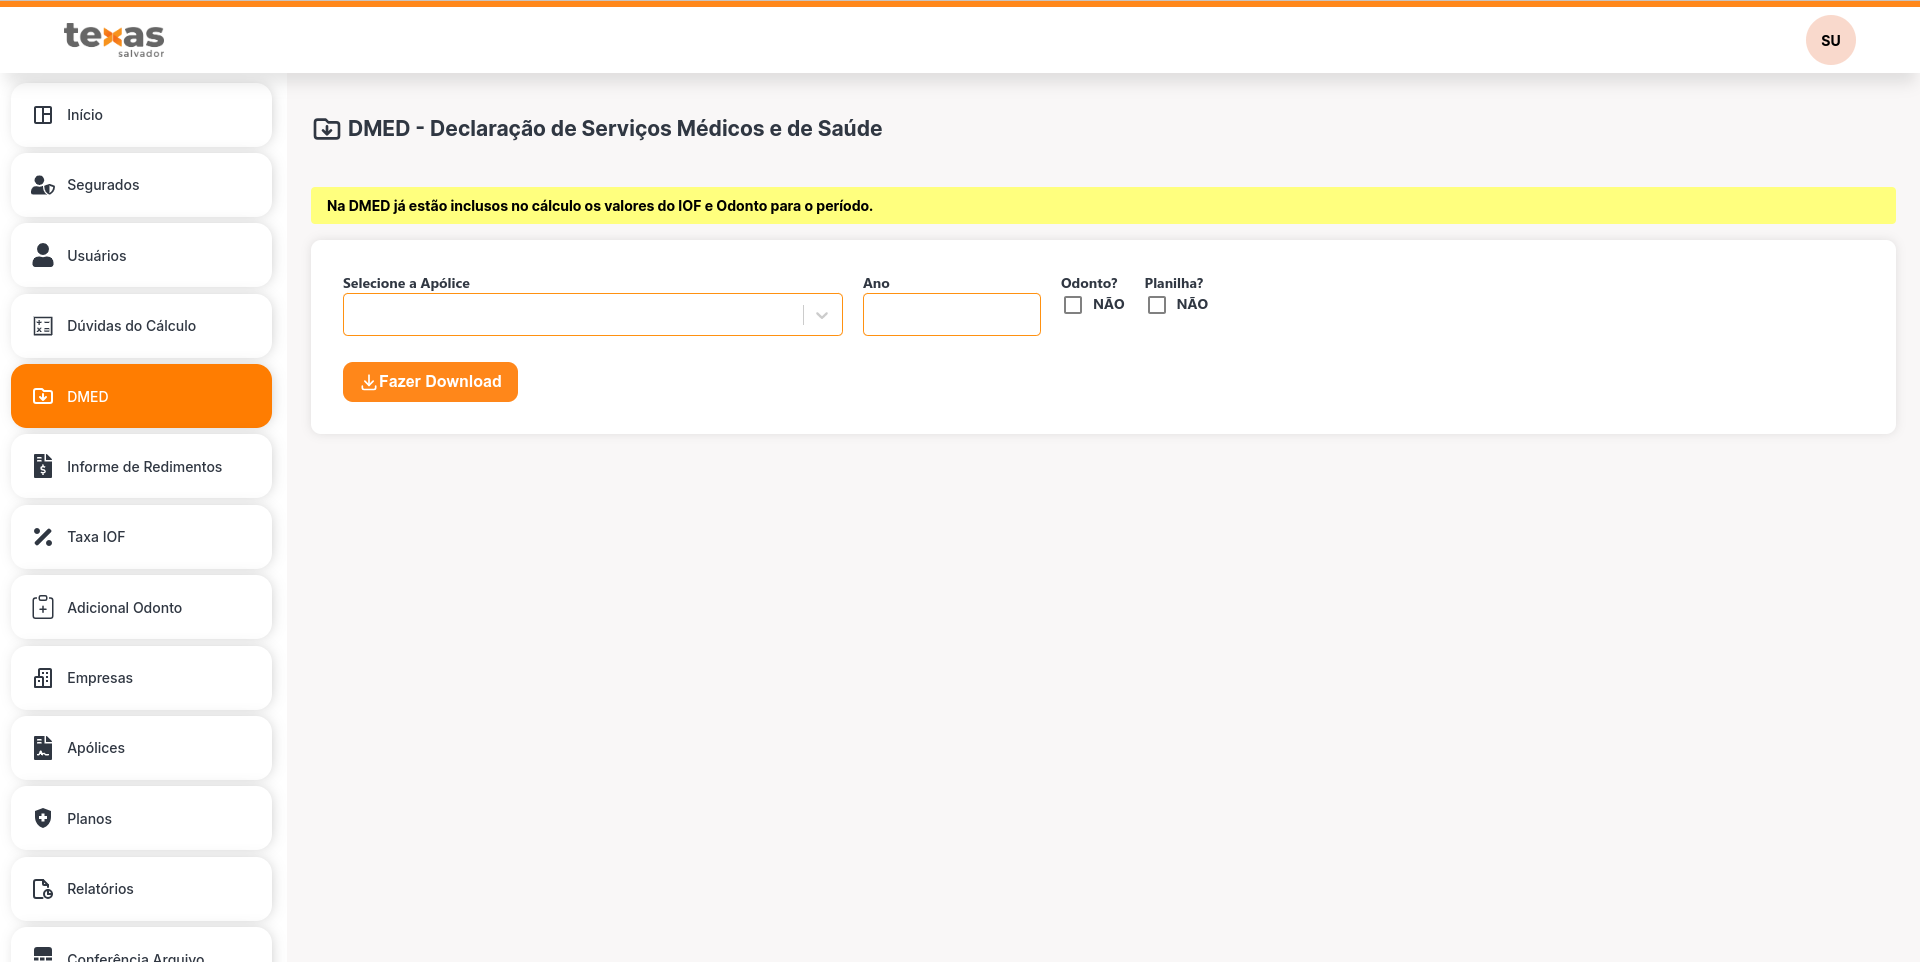 texas
salvador
SU
Início
Segurados
Usuários
Dúvidas do Cálculo
DMED
Informe de Redimentos
Taxa IOF
Adicional Odonto
Empresas
Apólices
Planos
Relatórios
Conferência Arquivo
DMED - Declaração de Serviços Médicos e de Saúde
Na DMED já estão inclusos no cálculo os valores do IOF e Odonto para o período.
Selecione a Apólice
Ano
Odonto?
NÃO
Planilha?
NÃO
Fazer Download